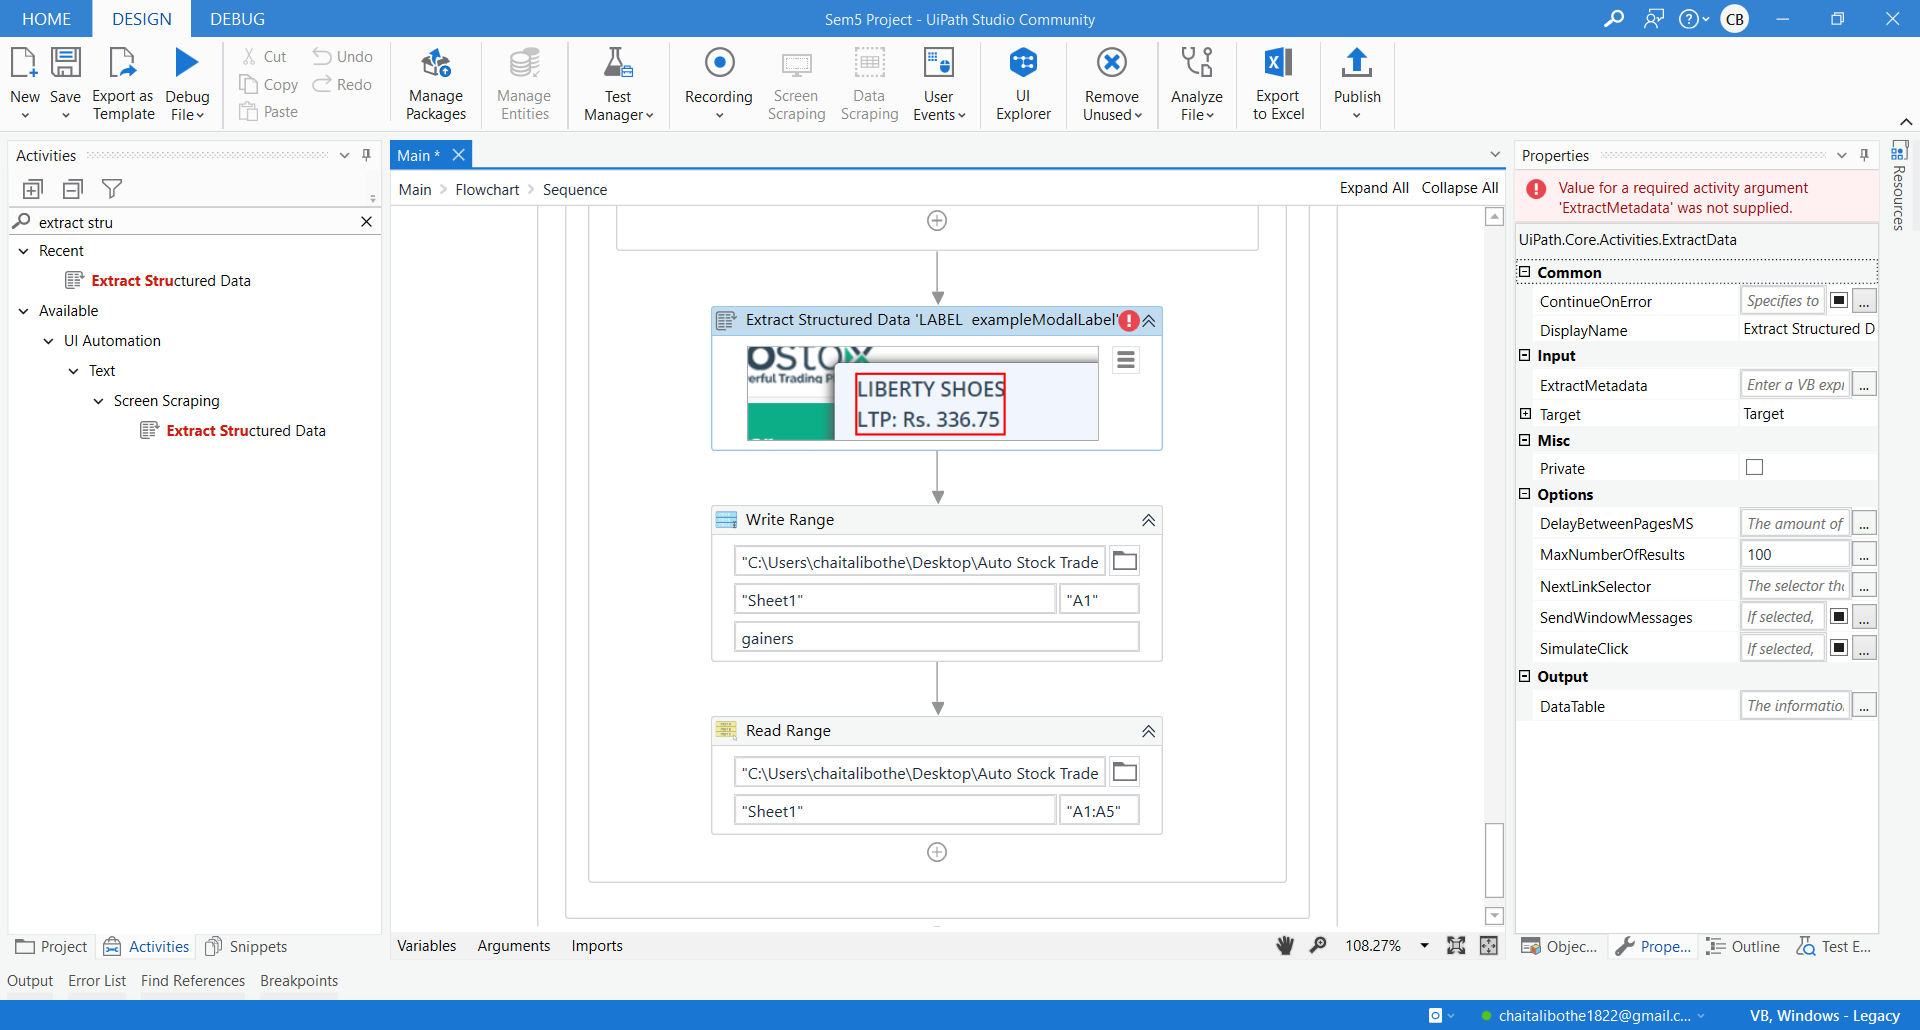 HOME DESIGN DEBUG
Sem5 Project - UiPath Studio Community
CB
New
Save
Export as
Template
Debug
File
Cut
Copy
Paste
Undo
Redo
Manage
Packages
Manage
Entities
Test
Manager
Recording
Screen
Scraping
Data
Scraping
User
Events
UI
Explorer
Remove
Unused
Analyze
File
Export
to Excel
Publish
Activities
extract stru
Recent
Extract Structured Data
Available
UI Automation
Text
Screen Scraping
Extract Structured Data
Project Activities Snippets
Main *
Main > Flowchart > Sequence
Expand All Collapse All
Extract Structured Data 'LABEL exampleModalLabel'
erful Trading P
LIBERTY SHOES
LTP: Rs. 336.75
Write Range
"C:\Users\chaitalibothe\Desktop\Auto Stock Trade
"Sheet1" "A1"
gainers
Read Range
"C:\Users\chaitalibothe\Desktop\Auto Stock Trade
"Sheet1" "A1:A5"
Variables Arguments Imports
108.27%
Properties
Value for a required activity argument
'ExtractMetadata' was not supplied.
UiPath.Core.Activities.ExtractData
Common
ContinueOnError Specifies to ...
DisplayName Extract Structured D
Input
ExtractMetadata Enter a VB expr ...
Target Target
Misc
Private
Options
DelayBetweenPagesMS The amount of ...
MaxNumberOfResults 100 ...
NextLinkSelector The selector tha ...
SendWindowMessages If selected, ...
SimulateClick If selected, ...
Output
DataTable The informatio ...
Objec... Prope... Outline Test E...
Resources
Output Error List Find References Breakpoints
chaitalibothe1822@gmail.c...
VB, Windows - Legacy